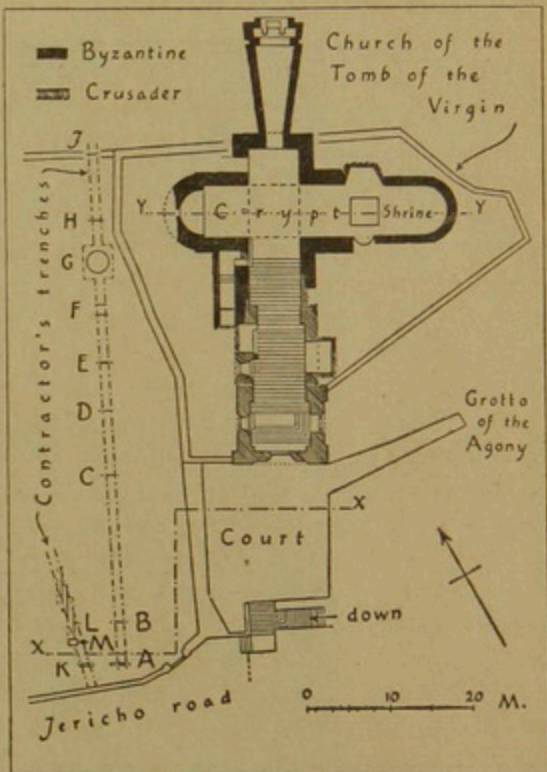 Byzantine
Crusader
Church of the
Tomb of the
Virgin
J
Contractor's trenches
H
Y
Crypt
Shrine
Y
G
F
E
D
C
Grotto
of the
Agony
X
Court
L
B
down
X
M
K
A
Jericho road
0 10 20 M.